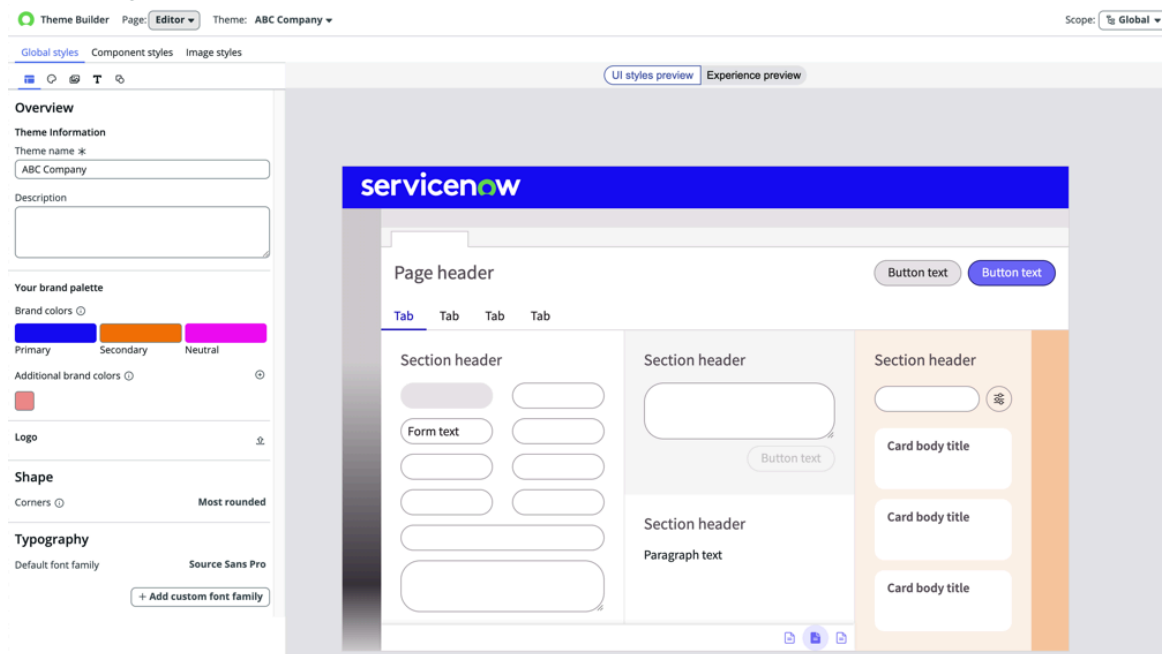 Theme Builder Page: Editor Theme: ABC Company Scope: Global
Global styles Component styles Image styles
UI styles preview Experience preview
Overview
Theme Information
Theme name *
ABC Company
Description
Your brand palette
Brand colors
Primary Secondary Neutral
Additional brand colors
Logo
Shape
Corners Most rounded
Typography
Default font family Source Sans Pro
+ Add custom font family
servicenow
Page header Button text Button text
Tab Tab Tab Tab
Section header
Form text
Section header
Button text
Section header
Paragraph text
Section header
Card body title
Card body title
Card body title